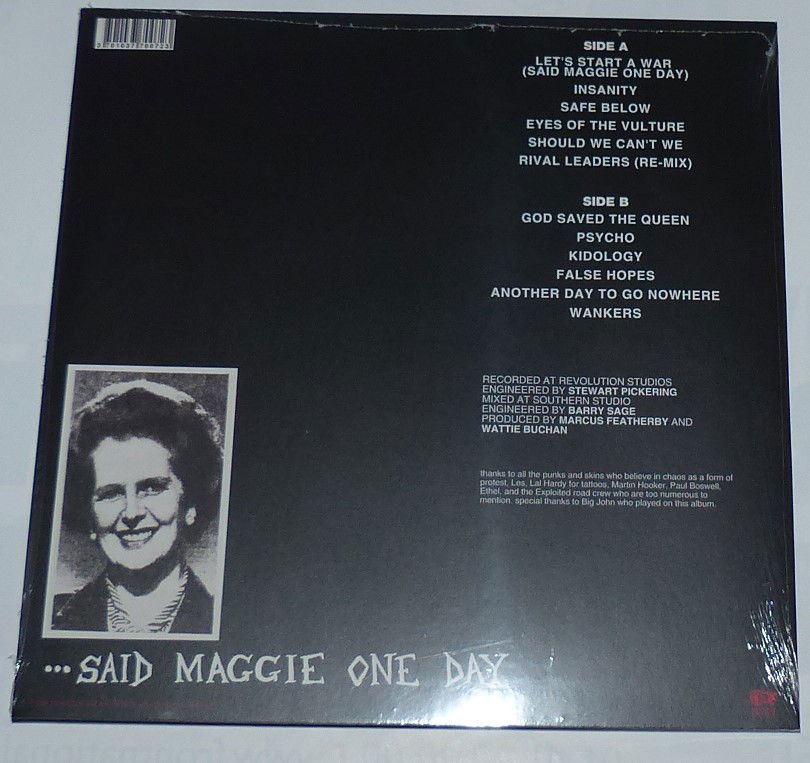 SIDE A
LET'S START A WAR
(SAID MAGGIE ONE DAY)
INSANITY
SAFE BELOW
EYES OF THE VULTURE
SHOULD WE CAN'T WE
RIVAL LEADERS (RE-MIX)
SIDE B
GOD SAVED THE QUEEN
PSYCHO
KIDOLOGY
FALSE HOPES
ANOTHER DAY TO GO NOWHERE
WANKERS
RECORDED AT REVOLUTION STUDIOS
ENGINEERED BY STEWART PICKERING
MIXED AT SOUTHERN STUDIO
ENGINEERED BY BARRY SAGE
PRODUCED BY MARCUS FEATHERBY AND
WATTIE BUCHAN
thanks to all the punks and skins who believe in chaos as a form of
protest, Les, Lal Hardy for tattoos, Martin Hooker, Paul Boswell,
Ethel, and the Exploited road crew who are too numerous to
mention. special thanks to Big John who played on this album.
...SAID MAGGIE ONE DAY